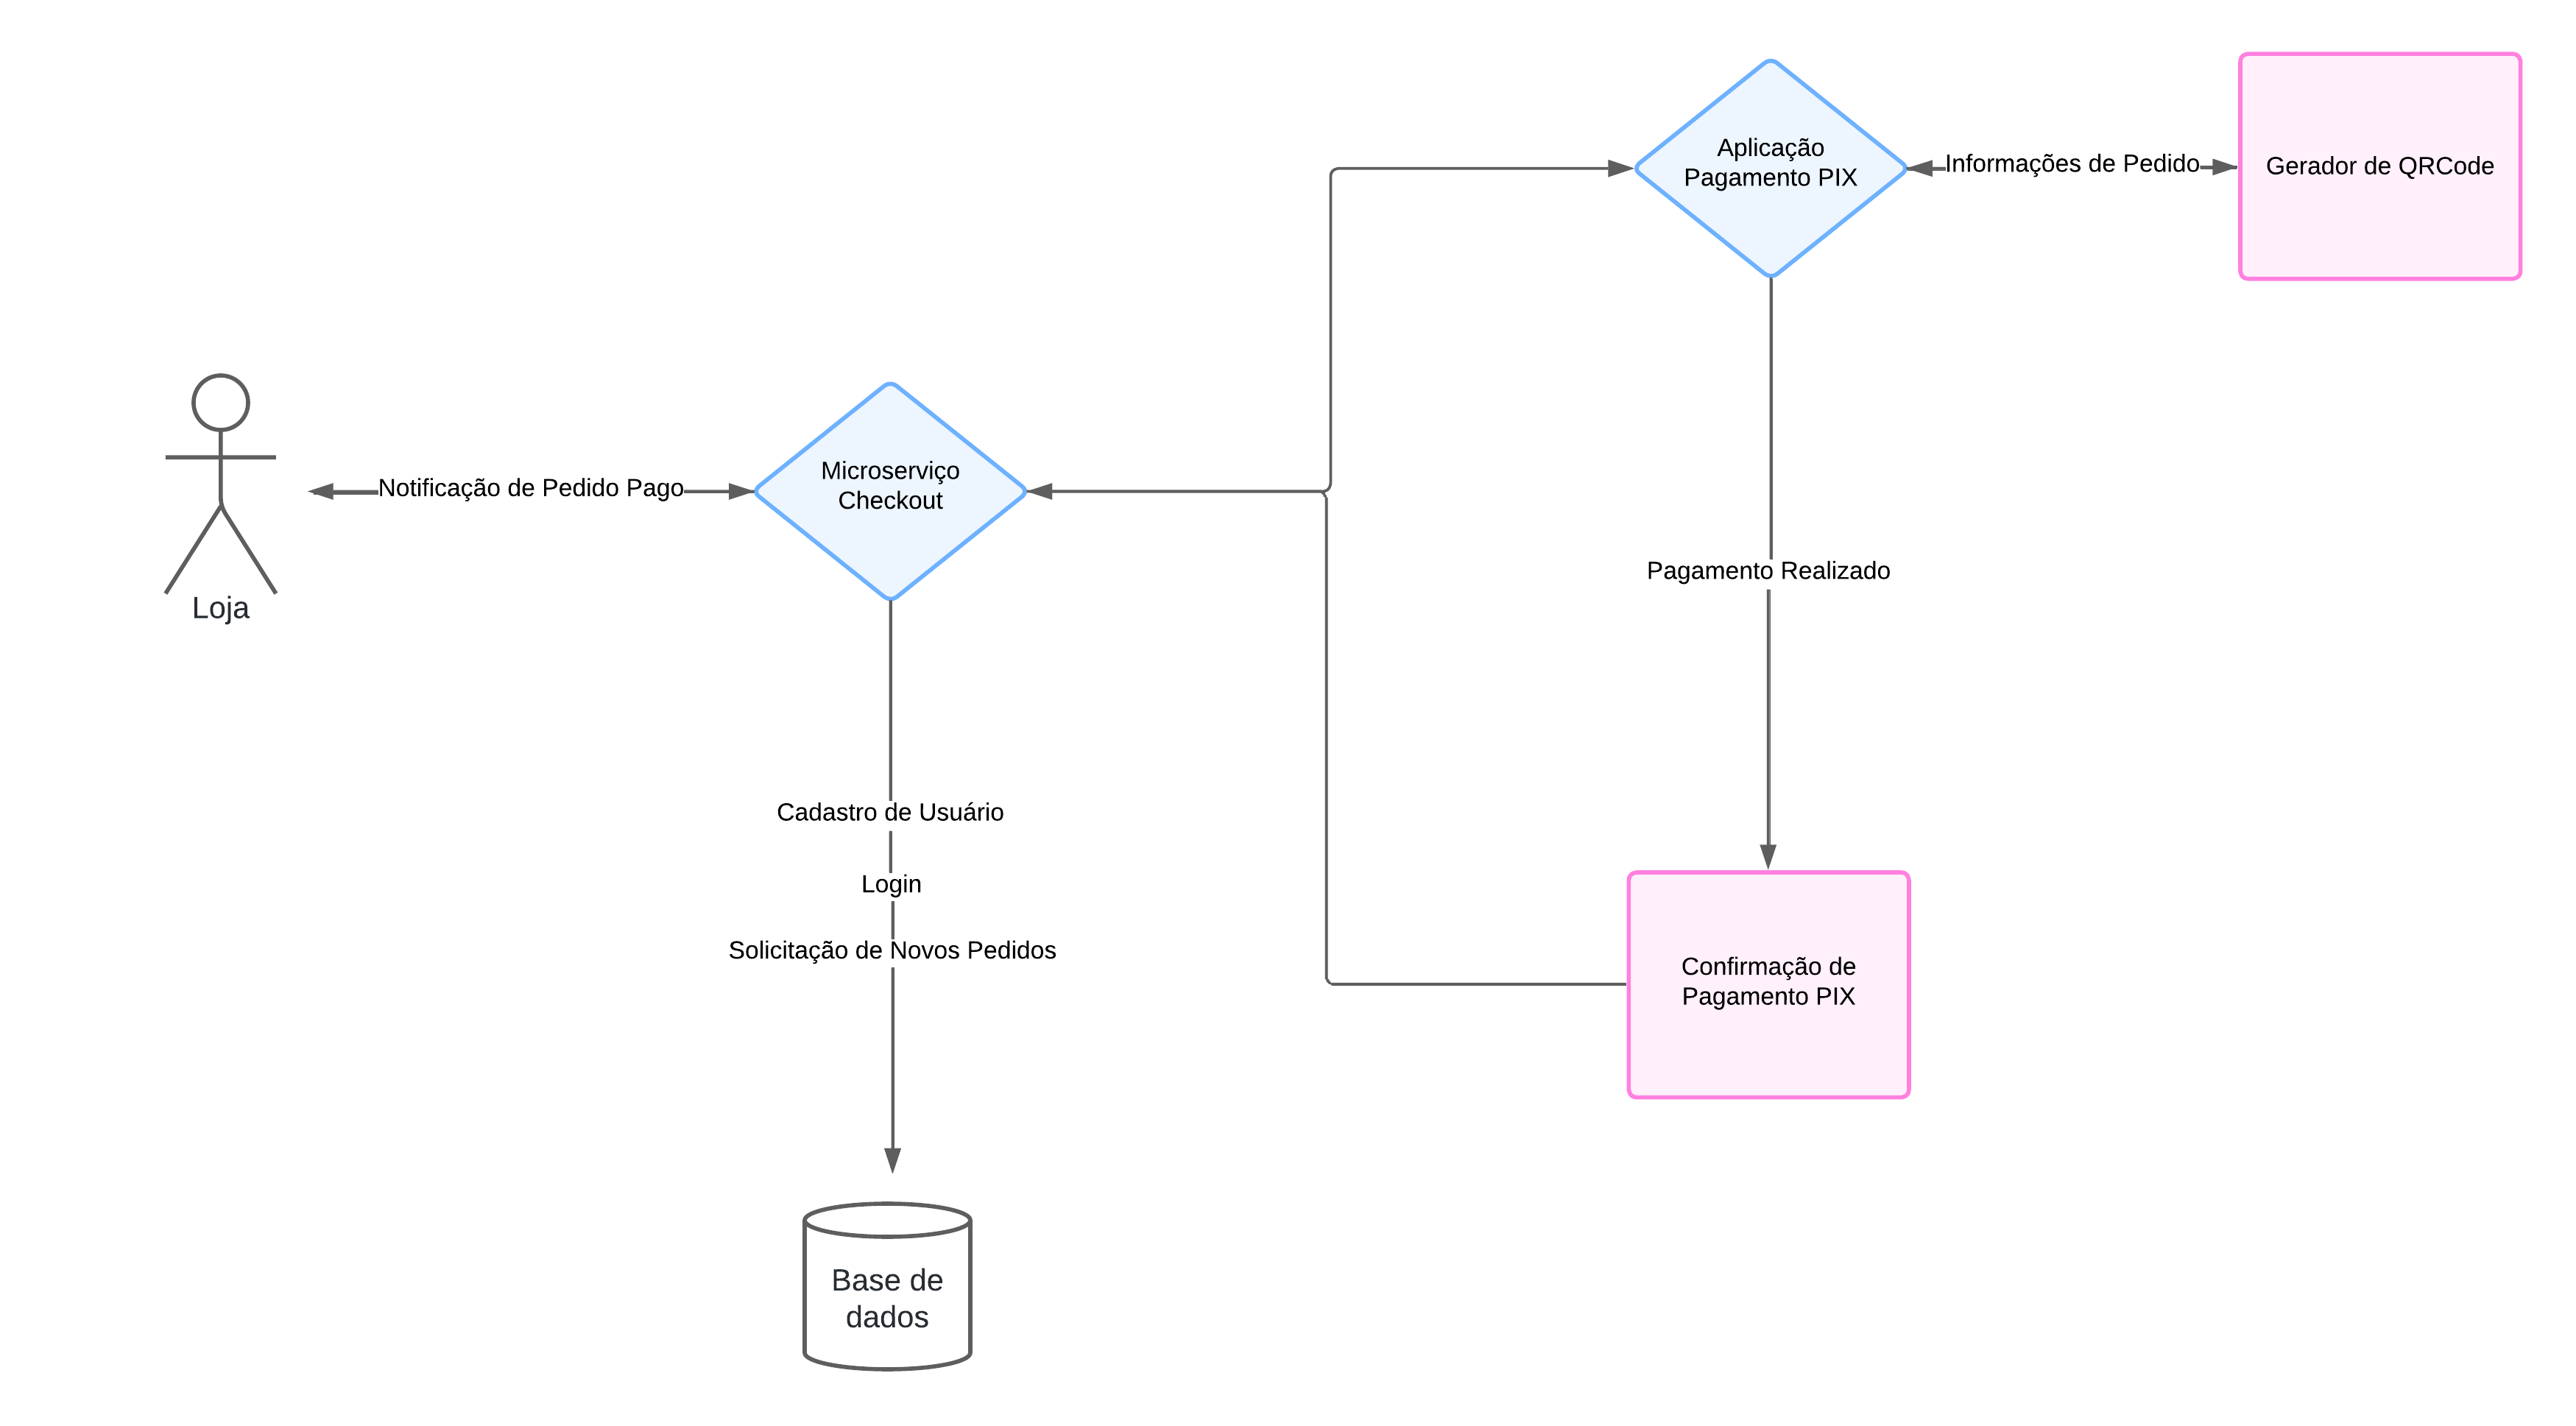 Aplicação
Pagamento PIX
Informações de Pedido
Gerador de QRCode
Microserviço
Checkout
Notificação de Pedido Pago
Loja
Pagamento Realizado
Cadastro de Usuário
Login
Solicitação de Novos Pedidos
Confirmação de
Pagamento PIX
Base de
dados